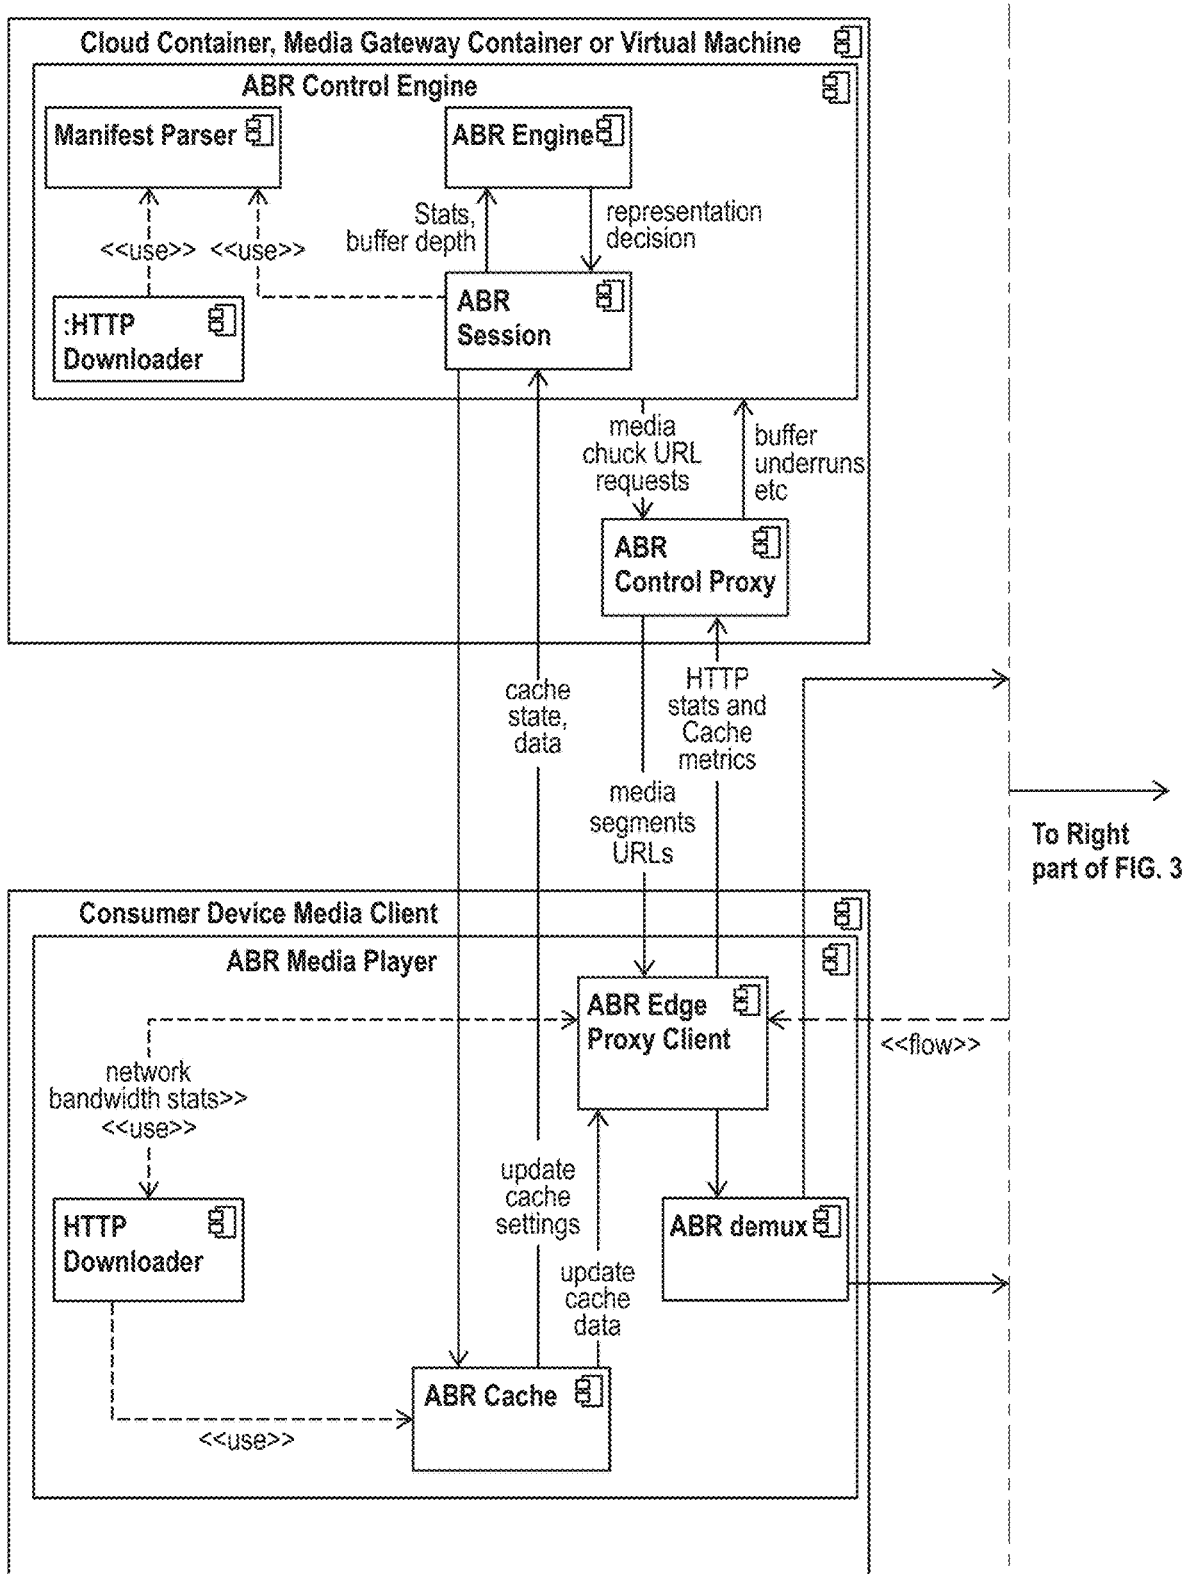 Cloud Container, Media Gateway Container or Virtual Machine
ABR Control Engine
Manifest Parser
ABR Engine
Stats,
buffer depth
representation
decision
<<use>>
<<use>>
:HTTP
Downloader
ABR
Session
media
chuck URL
requests
buffer
underruns
etc
ABR
Control Proxy
cache
state,
data
HTTP
stats and
Cache
metrics
media
segments
URLs
To Right
part of FIG. 3
Consumer Device Media Client
ABR Media Player
ABR Edge
Proxy Client
<<flow>>
network
bandwidth stats>>
<<use>>
HTTP
Downloader
update
cache
settings
ABR demux
update
cache
data
ABR Cache
<<use>>